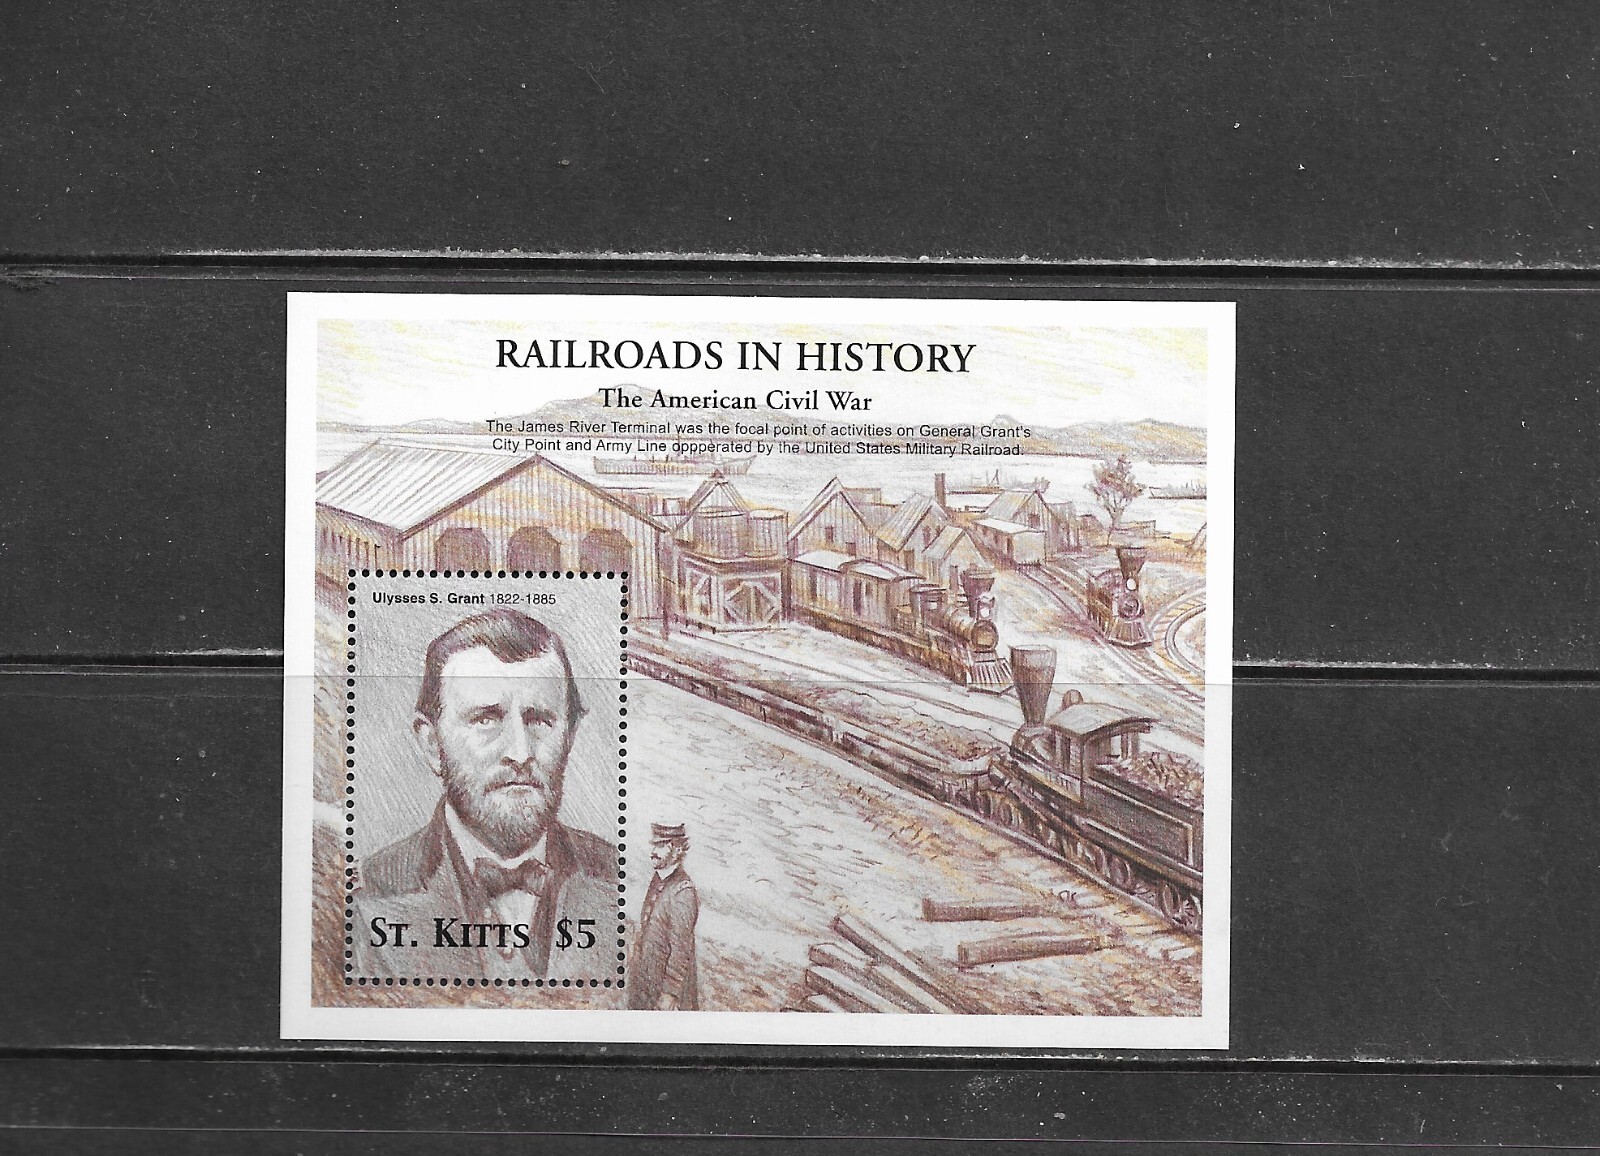 RAILROADS IN HISTORY
The American Civil War
The James River Terminal was the focal point of activities on General Grant's
City Point and Army Line oppperated by the United States Military Railroad.
Ulysses S. Grant 1822-1885
ST. KITTS $5